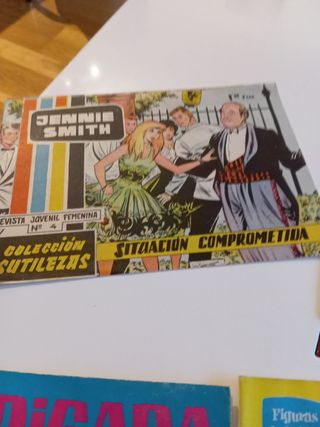 JENNIE
SMITH
REVISTA JUVENIL FEMENINA
Nº 4
COLECCIÓN
SUTILEZAS
SITUACIÓN COMPROMETIDA
Figuras